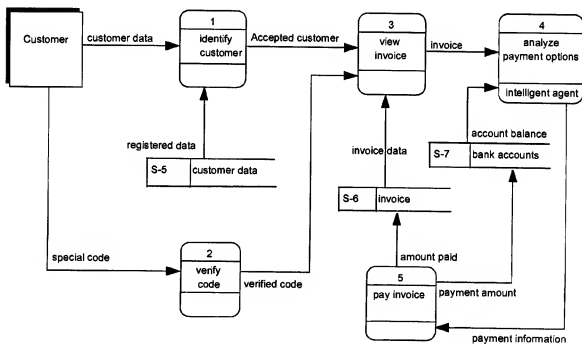 Customer
customer data
1
identify
customer
Accepted customer
3
view
invoice
invoice
4
analyze
payment options
intelligent agent
registered data
S-5 customer data
invoice data
account balance
S-7 bank accounts
S-6 invoice
special code
2
verify
code
verified code
amount paid
5
pay invoice
payment amount
payment information